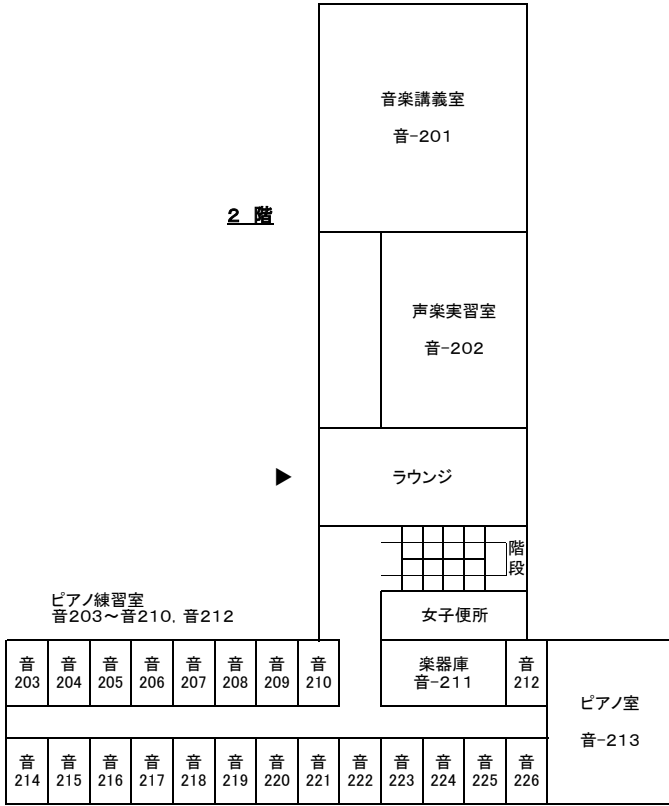 音楽講義室
音-201
2 階
声楽実習室
音-202
▶
ラウンジ
階
段
ピアノ練習室
音203～音210, 音212
女子便所
音 音 音 音 音 音 音 音
203 204 205 206 207 208 209 210
楽器庫
音-211
音
212
ピアノ室
音-213
音 音 音 音 音 音 音 音 音 音 音 音 音
214 215 216 217 218 219 220 221 222 223 224 225 226